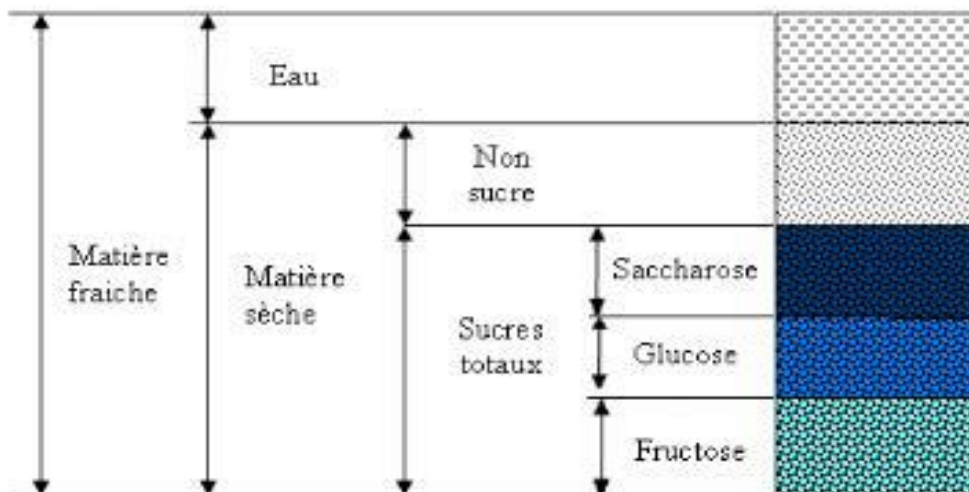 Eau
Non
sucre
Matière
fraiche
Matière
sèche
Saccharose
Sucres
totaux
Glucose
Fructose